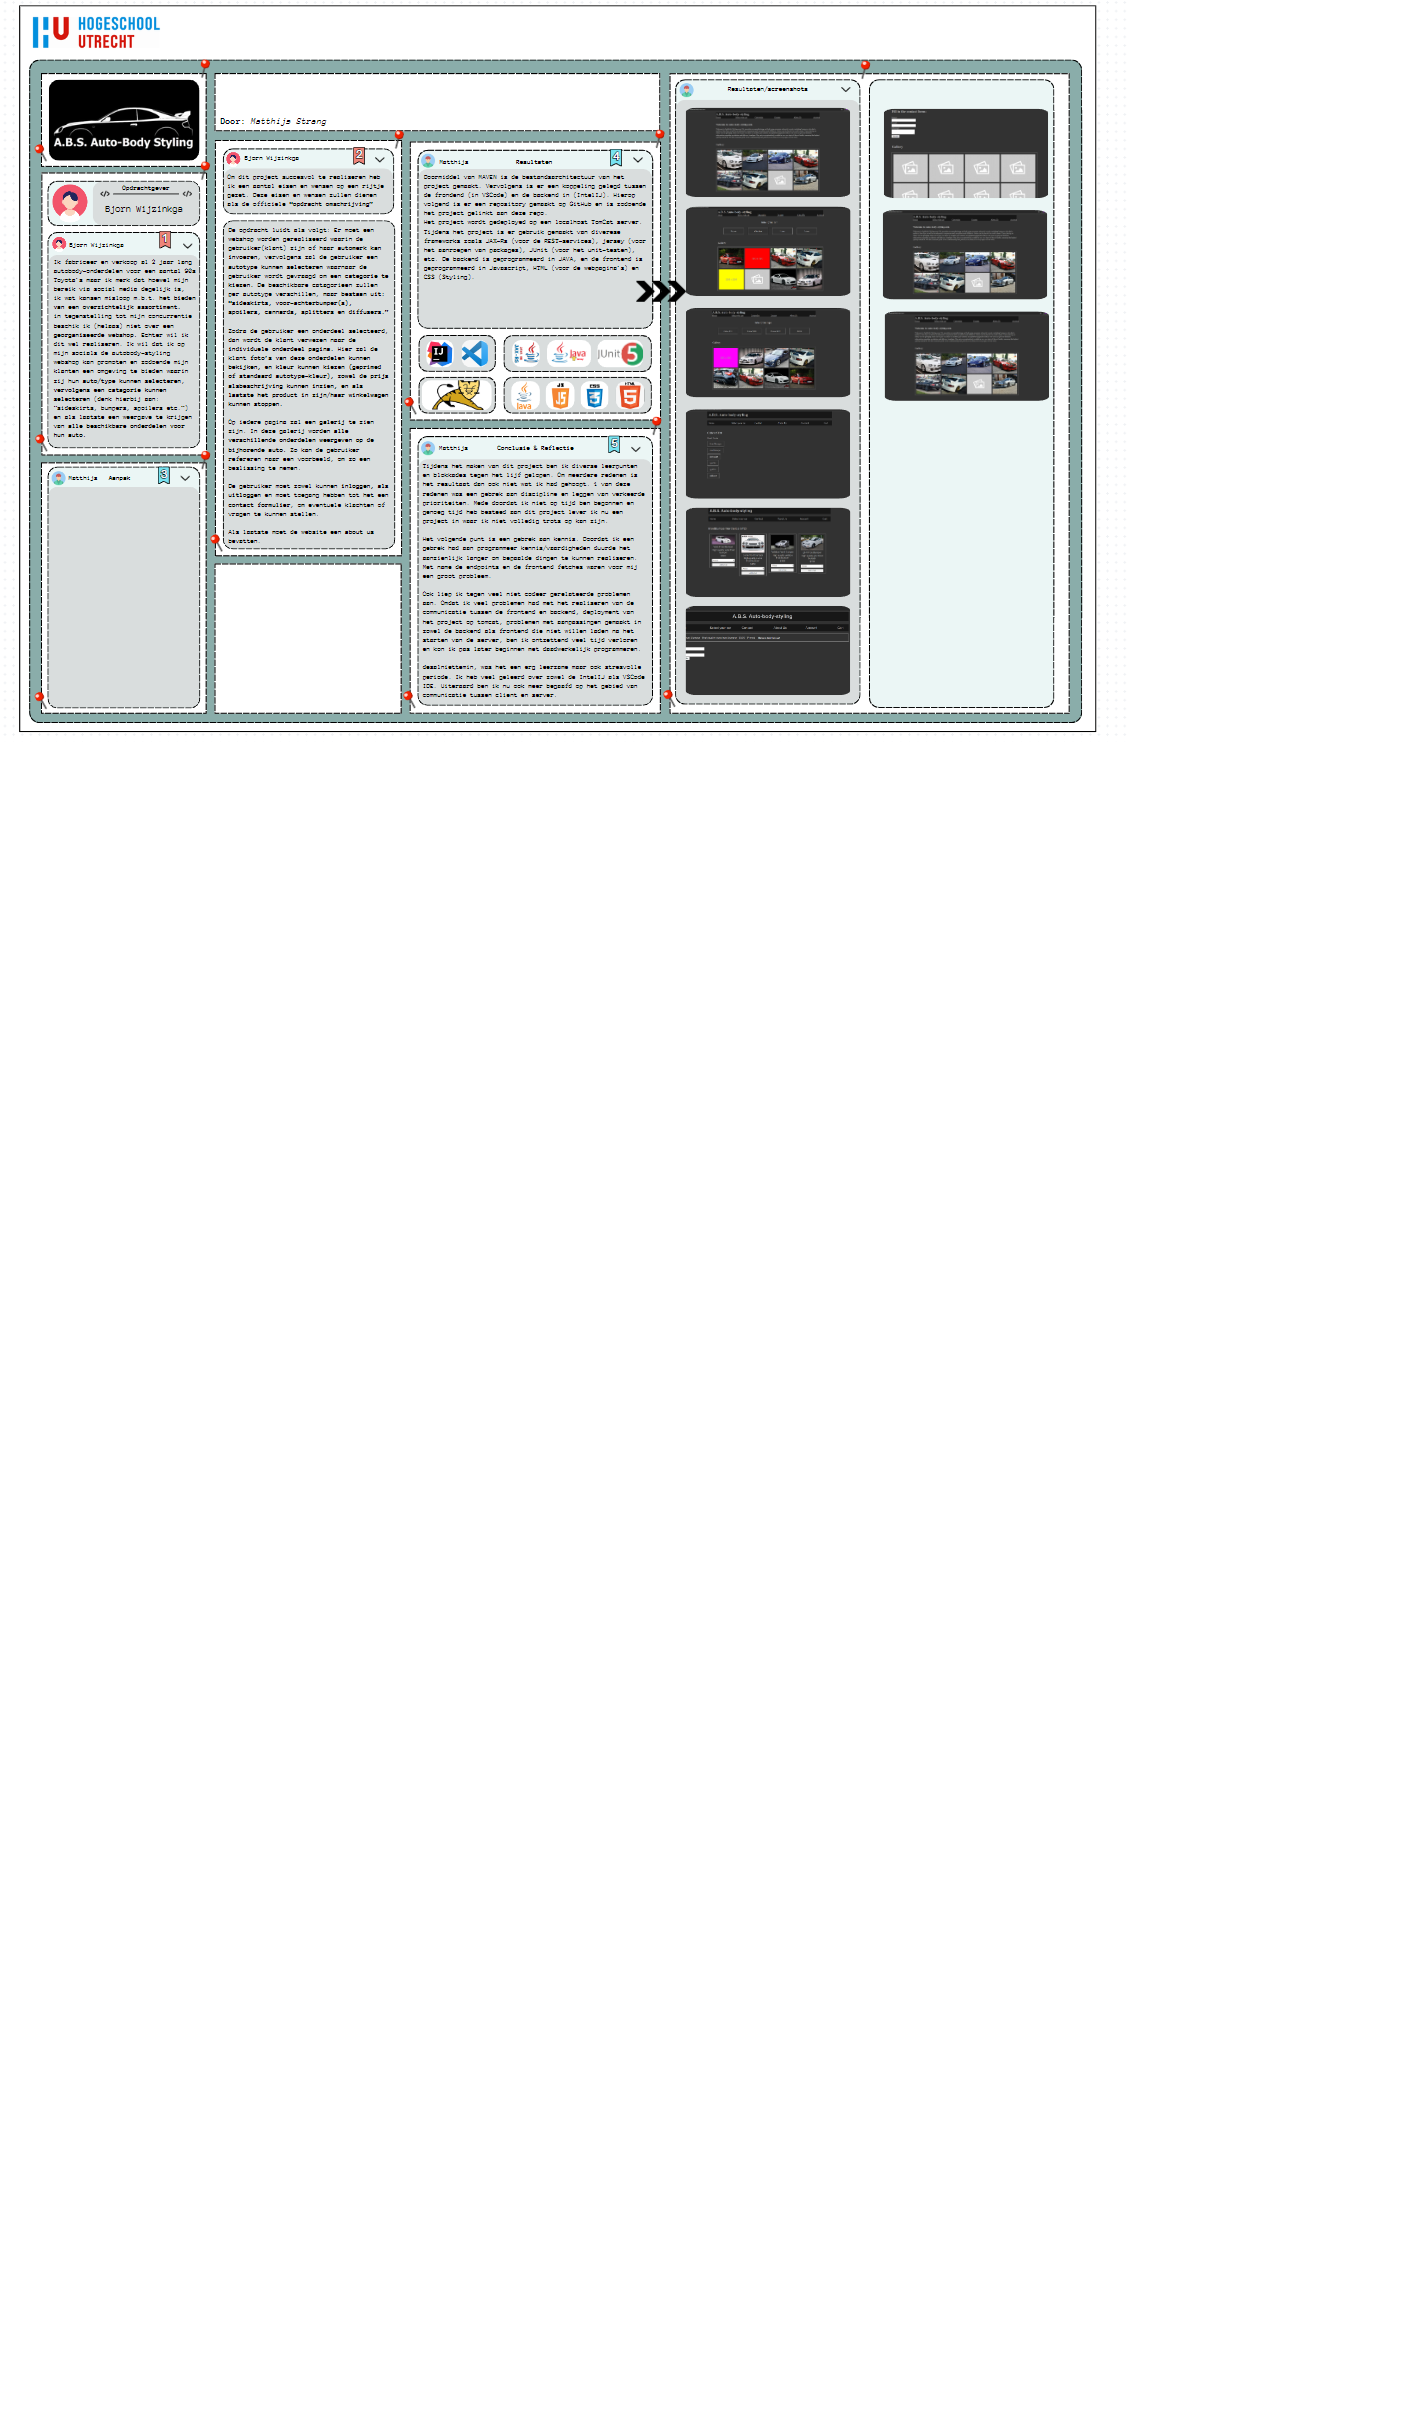 HOGESCHOOL
UTRECHT
A.B.S. Auto-Body Styling
Door: Matthijs Strang
Opdrachtgever
Bjorn Wijzinkgs
Bjorn Wijzinkgs
1
Ik fabriceer en verkoop al 2 jaar lang
autobody-onderdelen voor een aantal 90s
Toyota's maar ik merk dat hoewel mijn
bereik via social media degelijk is,
ik wat kansen misloop m.b.t. het bieden
van een overzichtelijk assortiment.
in tegenstelling tot mijn concurrentie
beschik ik (helaas) niet over een
georganiseerde webshop. Echter wil ik
dit wel realiseren. Ik wil dat ik op
mijn socials de autobody-styling
webshop kan promoten en zodoende mijn
klanten een omgeving te bieden waarin
zij hun auto/type kunnen selecteren,
vervolgens een categorie kunnen
selecteren (denk hierbij aan:
"sideskirts, bumpers, spoilers etc.")
en als laatste een weergave te krijgen
van alle beschikbare onderdelen voor
hun auto.
Matthijs Aanpak
3
Bjorn Wijzinkgs
2
Om dit project succesvol te realiseren heb
ik een aantal eisen en wensen op een rijtje
gezet. Deze eisen en wensen zullen dienen
als de officiele "opdracht omschrijving"
De opdracht luidt als volgt: Er moet een
webshop worden gerealiseerd waarin de
gebruiker(klant) zijn of haar automerk kan
invoeren, vervolgens zal de gebruiker een
autotype kunnen selecteren waarnaar de
gebruiker wordt gevraagd om een categorie te
kiezen. De beschikbare categorieen zullen
per autotype verschillen, maar bestaan uit:
"sideskirts, voor-achterbumper(s),
spoilers, cannards, splitters en diffusers."
Zodra de gebruiker een onderdeel selecteerd,
dan wordt de klant verwezen naar de
individuele onderdeel pagina. Hier zal de
klant foto's van deze onderdelen kunnen
bekijken, en kleur kunnen kiezen (geprimed
of standaard autotype-kleur), zowel de prijs
alsbeschrijving kunnen inzien, en als
laatste het product in zijn/haar winkelwagen
kunnen stoppen.
Op iedere pagina zal een galerij te zien
zijn. In deze galerij worden alle
verschillende onderdelen weergeven op de
bijhorende auto. Zo kan de gebruiker
refereren naar een voorbeeld, om zo een
beslissing te nemen.
De gebruiker moet zowel kunnen inloggen, als
uitloggen en moet toegang hebben tot het een
contact formulier, om eventuele klachten of
vragen te kunnen stellen.
Als laatste moet de website een about us
bevatten.
Matthijs Resultaten
4
Doormiddel van MAVEN is de bestandsarchitectuur van het
project gemaakt. Vervolgens is er een koppeling gelegd tussen
de frondend (in VSCode) en de backend in (IntelIJ). Hierop
volgend is er een repository gemaakt op GitHub en is zodoende
het project gelinkt aan deze repo.
Het project wordt gedeployed op een localhost TomCat server.
Tijdens het project is er gebruik gemaakt van diverese
frameworks zoals JAX-Rs (voor de REST-services), jersey (voor
het aanroepen van packages), JUnit (voor het unit-testen),
etc. De backend is geprogrammeerd in JAVA, en de frontend is
geprogrammeerd in Javascript, HTML (voor de webpagina's) en
CSS (Styling).
IJ
Java
JUnit 5
Java
JS
CSS
HTML
Matthijs Conclusie & Reflectie
5
Tijdens het maken van dit project ben ik diverse leerpunten
en blokkades tegen het lijf gelopen. Om meerdere redenen is
het resultaat dan ook niet wat ik had gehoopt. 1 van deze
redenen was een gebrek aan discipline en leggen van verkeerde
prioriteiten. Mede doordat ik niet op tijd ben begonnen en
genoeg tijd heb besteed aan dit project lever ik nu een
project in waar ik niet volledig trots op kan zijn.
Het volgende punt is een gebrek aan kennis. Doordat ik een
gebrek had aan programmeer kennis/vaardigheden duurde het
aanzienlijk langer om bepaalde dingen te kunnen realiseren.
Met name de endpoints en de frontend fetches waren voor mij
een groot probleem.
Ook liep ik tegen veel niet codeer gerelateerde problemen
aan. Omdat ik veel problemen had met het realiseren van de
communicatie tussen de frontend en backend, deployment van
het project op tomcat, problemen met aanpassingen gemaakt in
zowel de backend als frontend die niet willen laden na het
starten van de server, ben ik ontzettend veel tijd verloren
en kon ik pas later beginnen met daadwerkelijk programmeren.
desalniettemin, was het een erg leerzame maar ook stresvolle
periode. Ik heb veel geleerd over zowel de IntelIJ als VSCode
IDE. Uiteraard ben ik nu ook meer begaafd op het gebied van
communicatie tussen client en server.
Resultaten/screenshots
A.B.S. Auto-body-styling
Gallery